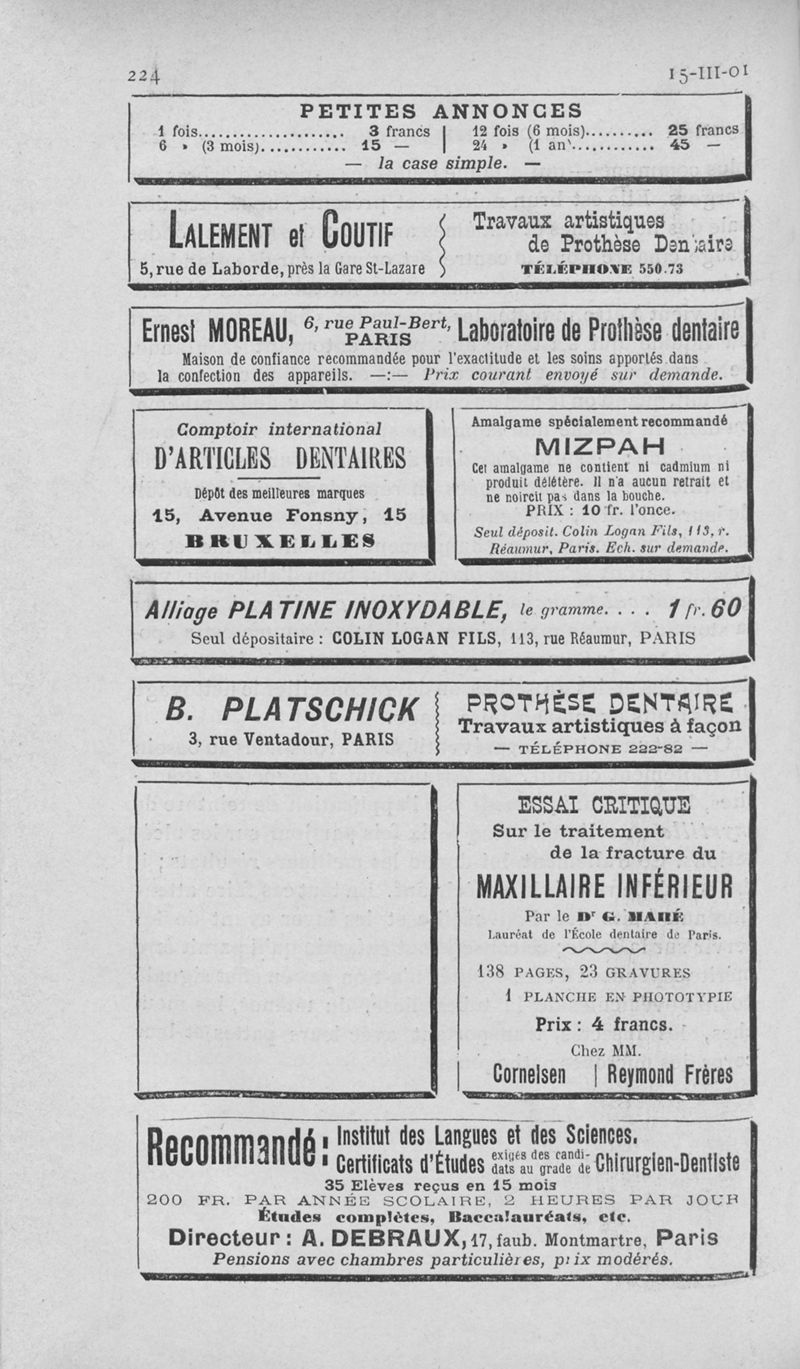 224
15-III-01
PETITES ANNONCES
1 fois..................... 3 francs | 12 fois (6 mois).......... 25 francs
6 » (3 mois)............. 15 — | 24 » (1 an)............ 45 —
— la case simple. —
LALEMENT et COUTIF
5, rue de Laborde, près la Gare St-Lazare
Travaux artistiques
de Prothèse Dentaire
TÉLÉPHONE 550.73
Ernest MOREAU, 6, rue Paul-Bert, PARIS Laboratoire de Prothèse dentaire
Maison de confiance recommandée pour l'exactitude et les soins apportés dans
la confection des appareils. —:— Prix courant envoyé sur demande.
Comptoir international
D'ARTICLES DENTAIRES
Dépôt des meilleures marques
15, Avenue Fonsny, 15
BRUXELLES
Amalgame spécialement recommandé
MIZPAH
Cet amalgame ne contient ni cadmium ni
produit délétère. Il n'a aucun retrait et
ne noircit pas dans la bouche.
PRIX : 10 fr. l'once.
Seul déposit. Colin Logan Fils, 113, r.
Réaumur, Paris. Ech. sur demande.
Alliage PLATINE INOXYDABLE, le gramme. . . . 1 fr. 60
Seul dépositaire : COLIN LOGAN FILS, 113, rue Réaumur, PARIS
B. PLATSCHICK
3, rue Ventadour, PARIS
PROTHÉSE DENTAIRE
Travaux artistiques à façon
— TÉLÉPHONE 222-82 —
ESSAI CRITIQUE
Sur le traitement
de la fracture du
MAXILLAIRE INFÉRIEUR
Par le Dr G. MAHÉ
Lauréat de l'École dentaire de Paris.
138 PAGES, 23 GRAVURES
1 PLANCHE EN PHOTOTYPIE
Prix : 4 francs.
Chez MM.
Cornelsen | Reymond Frères
Recommandé : Institut des Langues et des Sciences.
Certificats d'Études exigés des candidats au grade de Chirurgien-Dentiste
35 Elèves reçus en 15 mois
200 FR. PAR ANNÉE SCOLAIRE, 2 HEURES PAR JOUR
Études complètes, Baccalauréats, etc.
Directeur : A. DEBRAUX, 17, faub. Montmartre, Paris
Pensions avec chambres particulières, prix modérés.